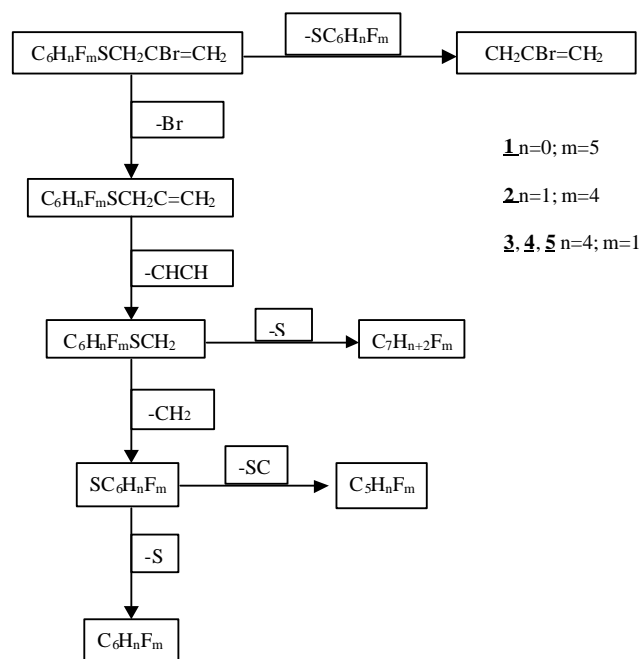 -SC₆HₙFₘ
C₆HₙFₘSCH₂CBr=CH₂
CH₂CBr=CH₂
-Br
1 n=0; m=5
C₆HₙFₘSCH₂C=CH₂
2 n=1; m=4
3, 4, 5 n=4; m=1
-CHCH
-S
C₆HₙFₘSCH₂
C₇Hₙ₊₂Fₘ
-CH₂
-SC
SC₆HₙFₘ
C₅HₙFₘ
-S
C₆HₙFₘ